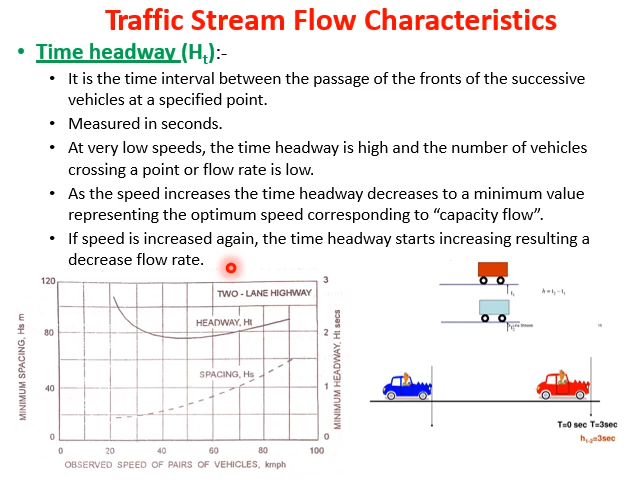 Traffic Stream Flow Characteristics
• Time headway (Ht):-
• It is the time interval between the passage of the fronts of the successive
vehicles at a specified point.
• Measured in seconds.
• At very low speeds, the time headway is high and the number of vehicles
crossing a point or flow rate is low.
• As the speed increases the time headway decreases to a minimum value
representing the optimum speed corresponding to “capacity flow”.
• If speed is increased again, the time headway starts increasing resulting a
decrease flow rate.
120
3
TWO - LANE HIGHWAY
HEADWAY, Ht
80
2
SPACING, Hs
40
1
0
0
0 20 40 60 80 100
OBSERVED SPEED OF PAIRS OF VEHICLES, kmph
MINIMUM SPACING, Hs m
MINIMUM HEADWAY, Ht secs
t1
h = t2 - t1
T=0 sec T=3sec
h1-2=3sec